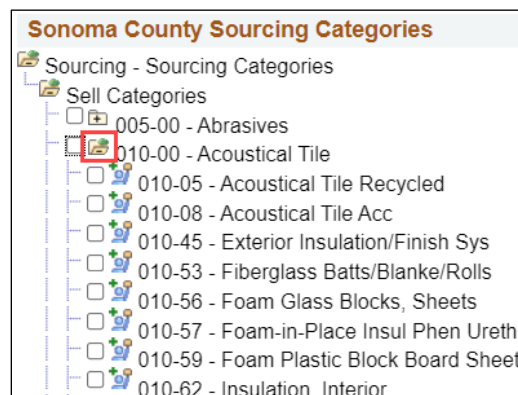 Sonoma County Sourcing Categories
Sourcing - Sourcing Categories
Sell Categories
005-00 - Abrasives
010-00 - Acoustical Tile
010-05 - Acoustical Tile Recycled
010-08 - Acoustical Tile Acc
010-45 - Exterior Insulation/Finish Sys
010-53 - Fiberglass Batts/Blanke/Rolls
010-56 - Foam Glass Blocks, Sheets
010-57 - Foam-in-Place Insul Phen Ureth
010-59 - Foam Plastic Block Board Sheet
010-62 - Insulation, Interior